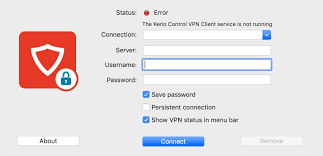 Status: Error
The Kerio Control VPN Client service is not running
Connection:
Server:
Username:
Password:
Save password
Persistent connection
Show VPN status in menu bar
About Connect Remove